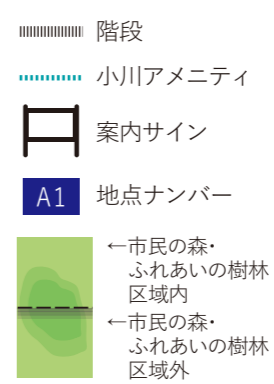 階段
小川アメニティ
案内サイン
A1 地点ナンバー
←市民の森・
ふれあいの樹林
区域内
←市民の森・
ふれあいの樹林
区域外